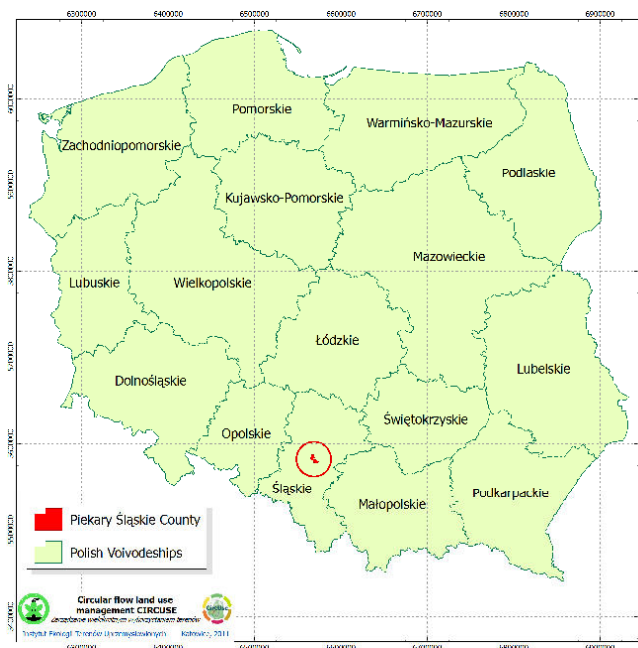 6300000 6400000 6500000 6600000 6700000 6800000 6900000
Pomorskie
Warmińsko-Mazurskie
Zachodniopomorskie
Podlaskie
Kujawsko-Pomorskie
Mazowieckie
Lubuskie
Wielkopolskie
Łódzkie
Lubelskie
Dolnośląskie
Świętokrzyskie
Opolskie
Śląskie
Podkarpackie
Małopolskie
Piekary Śląskie County
Polish Voivodeships
Circular flow land use
management CIRCUSE
Instytut Ekologii Terenów Uprzemysłowionych Katowice, 2011